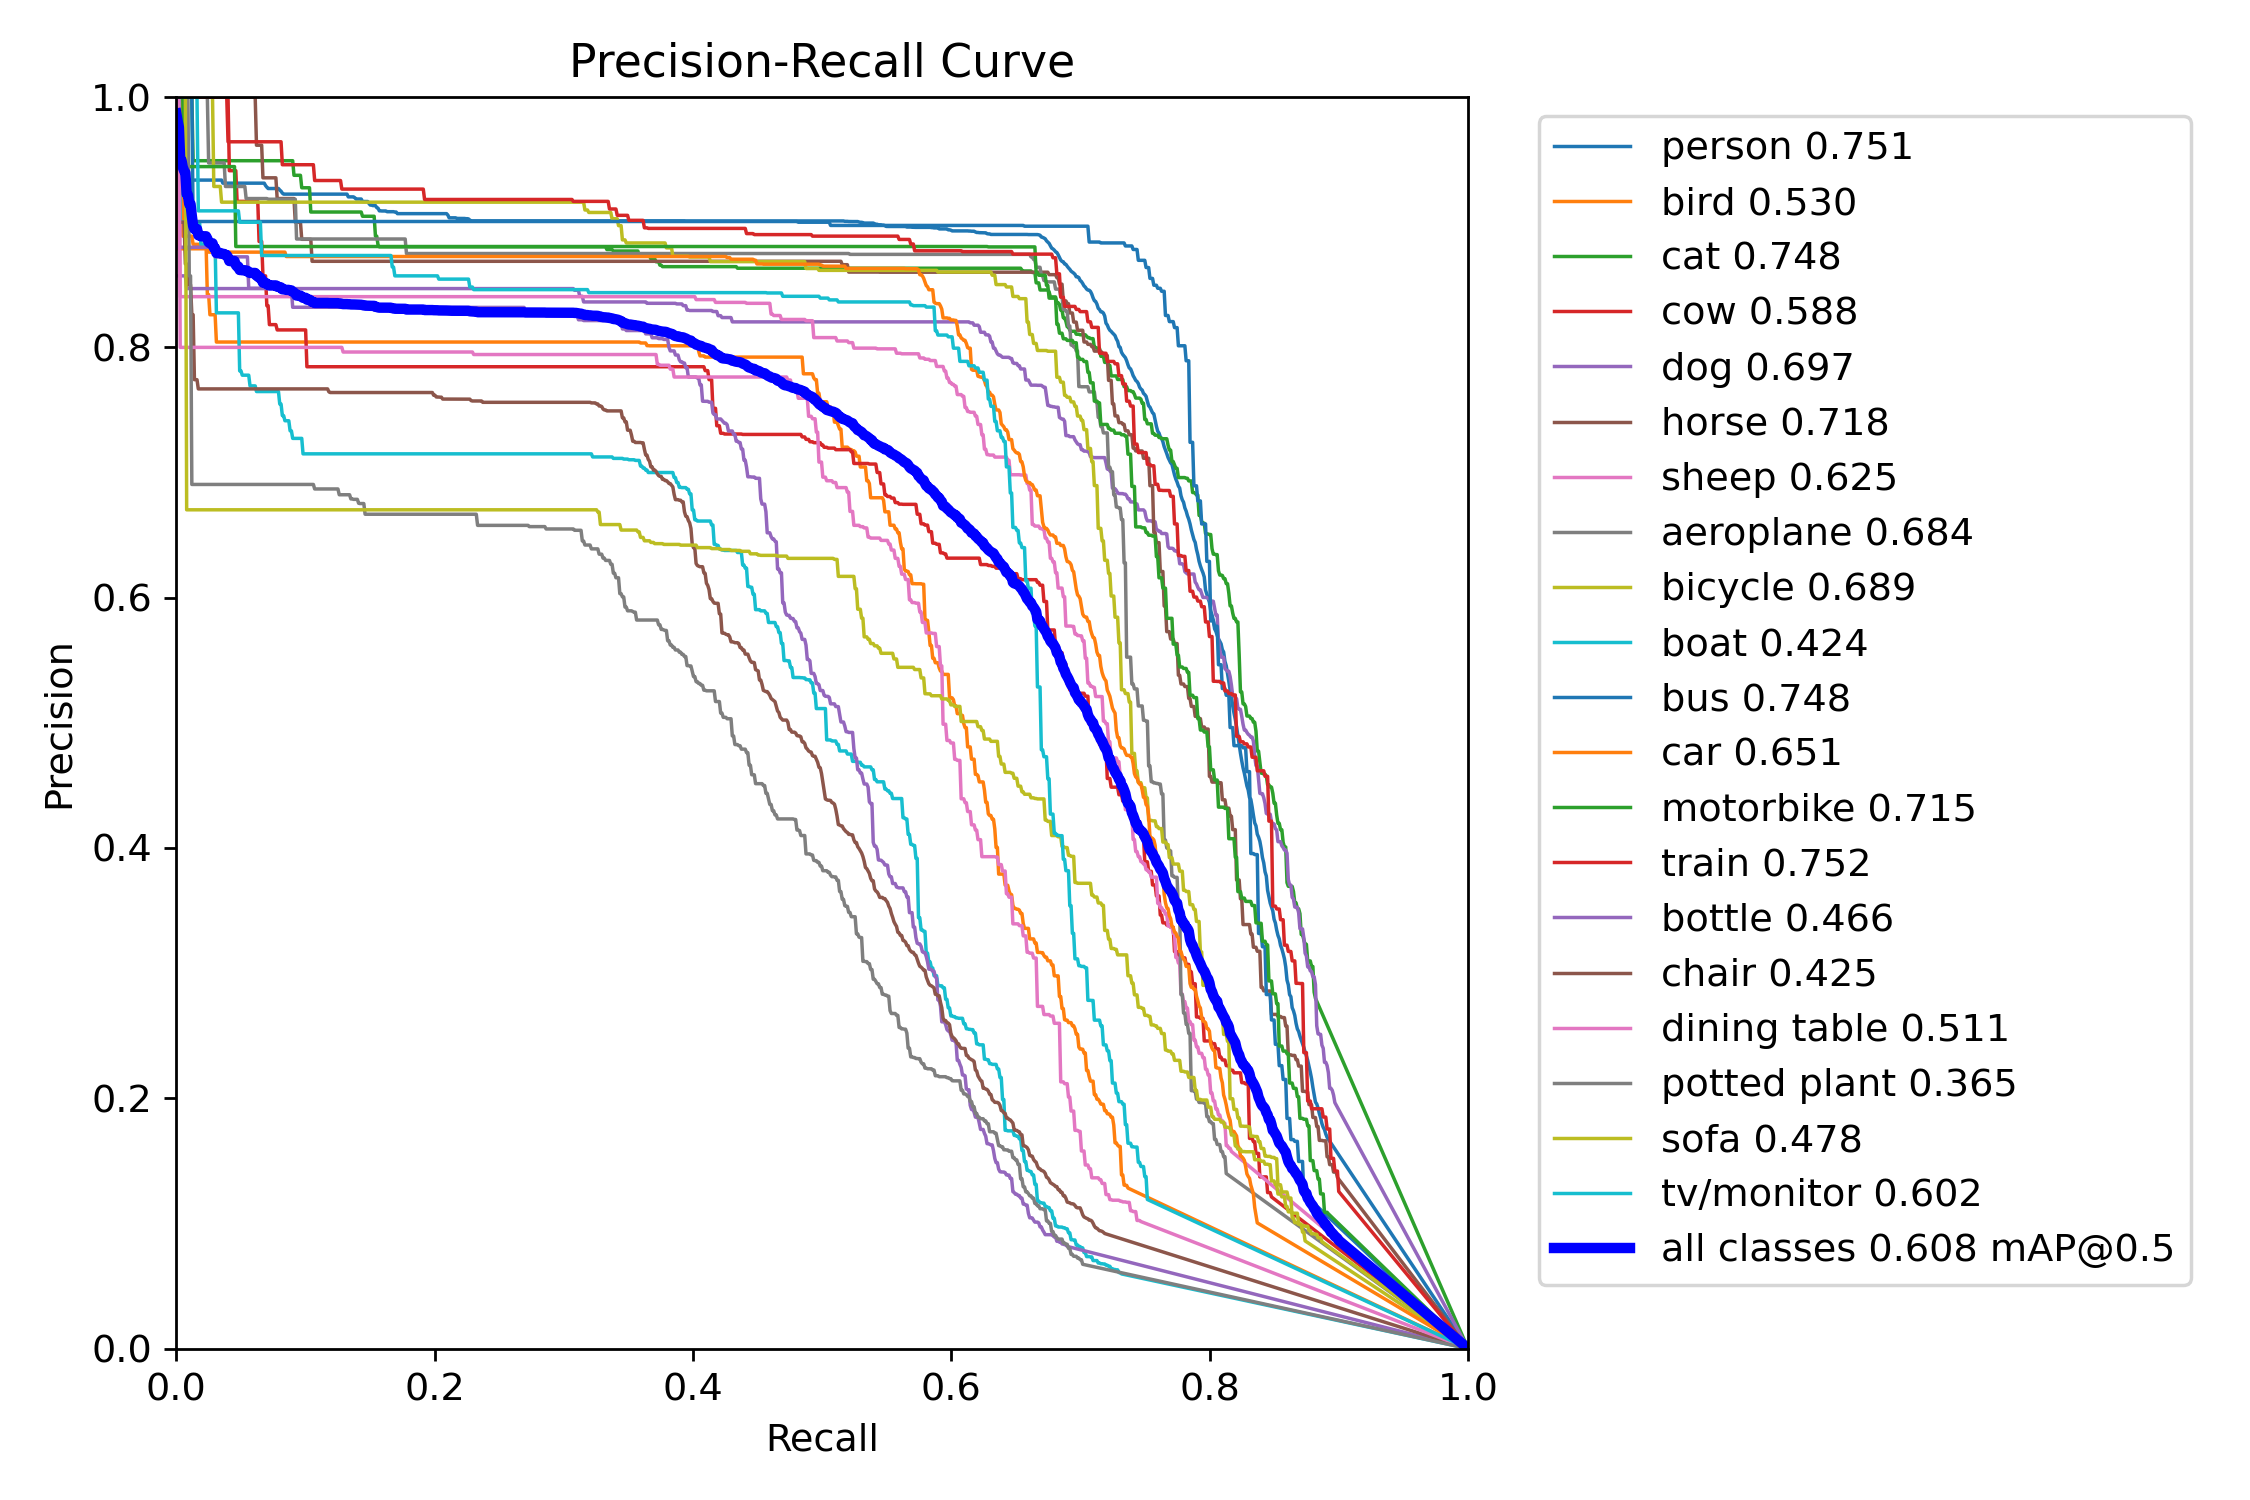 Precision-Recall Curve
1.0
0.8
0.6
0.4
0.2
0.0
Precision
0.0 0.2 0.4 0.6 0.8 1.0
Recall
person 0.751
bird 0.530
cat 0.748
cow 0.588
dog 0.697
horse 0.718
sheep 0.625
aeroplane 0.684
bicycle 0.689
boat 0.424
bus 0.748
car 0.651
motorbike 0.715
train 0.752
bottle 0.466
chair 0.425
dining table 0.511
potted plant 0.365
sofa 0.478
tv/monitor 0.602
all classes 0.608 mAP@0.5